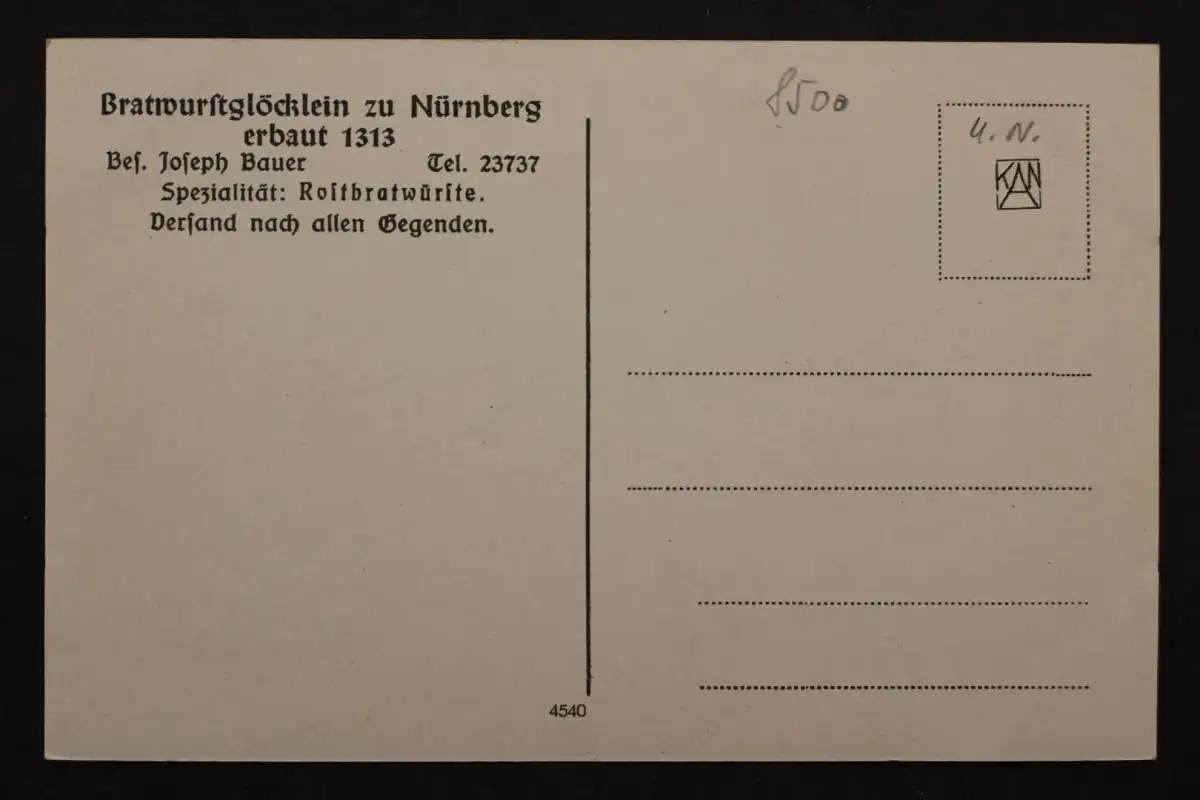 Bratwurſtglöcklein zu Nürnberg
erbaut 1313
Beſ. Joſeph Bauer Tel. 23737
Spezialität: Roſtbratwürſte.
Verſand nach allen Gegenden.
8500
U.N.
KAN
4540